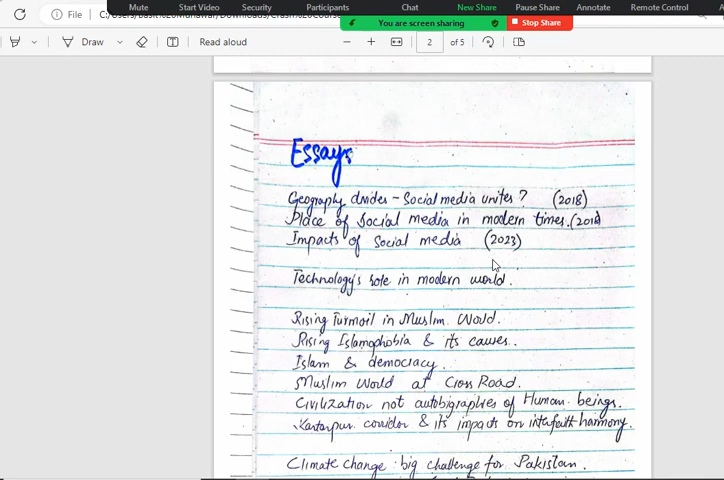 Mute Start Video Security Participants Chat New Share Pause Share Annotate Remote Control
You are screen sharing Stop Share
File
Draw Read aloud 2 of 5
Essays
Geography divides - Social media unites ? (2018)
Place of Social media in modern times.
Impacts of Social media (2023)
Technology's role in modern world.
Rising Turmoil in Muslim World.
Rising Islamophobia & its causes.
Islam & democracy.
Muslim World at Cross Road.
Civilization not autobigraphies of Human beings.
Kartarpur corridor & its impacts on interfaith harmony.
Climate change big challenge for Pakistan.